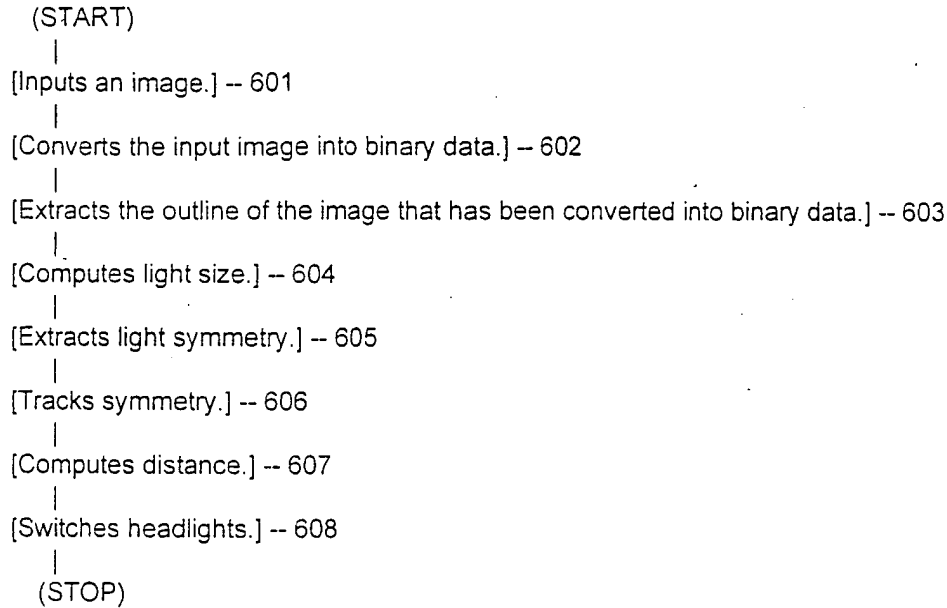 (START)
[Inputs an image.] -- 601
[Converts the input image into binary data.] -- 602
[Extracts the outline of the image that has been converted into binary data.] -- 603
[Computes light size.] -- 604
[Extracts light symmetry.] -- 605
[Tracks symmetry.] -- 606
[Computes distance.] -- 607
[Switches headlights.] -- 608
(STOP)